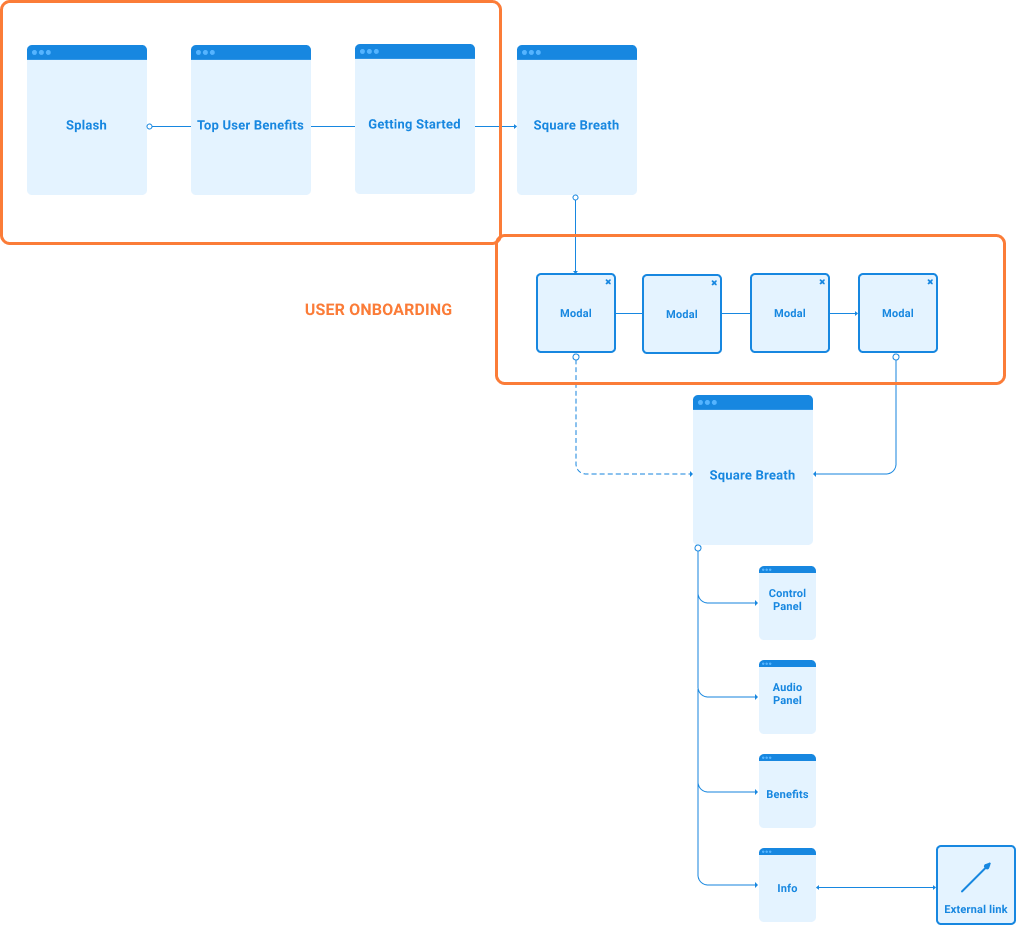 Splash
Top User Benefits
Getting Started
Square Breath
USER ONBOARDING
Modal
Modal
Modal
Modal
Square Breath
Control
Panel
Audio
Panel
Benefits
Info
External link